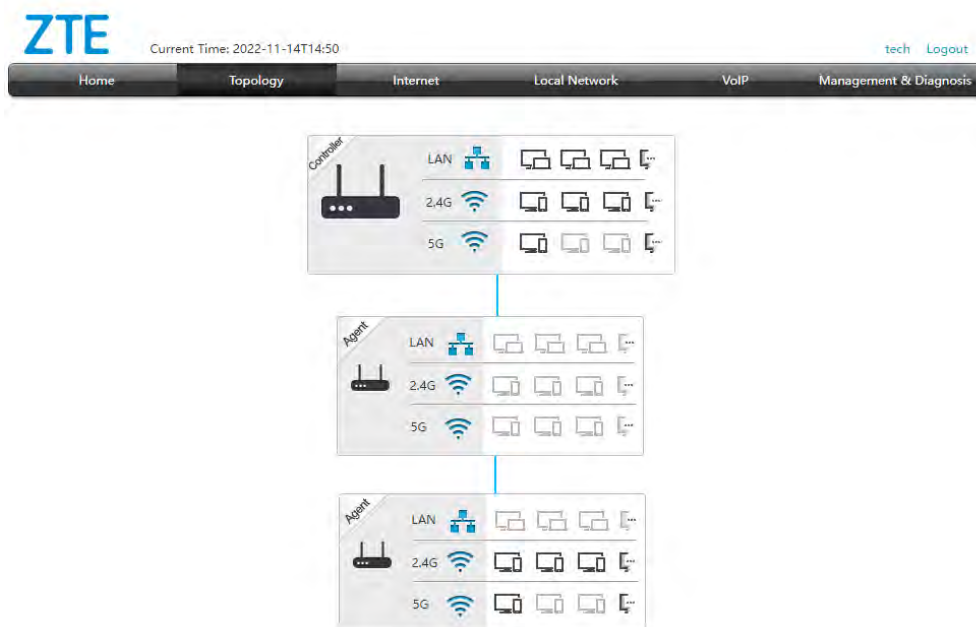 ZTE
Current Time: 2022-11-14T14:50
tech Logout
Home Topology Internet Local Network VoIP Management & Diagnosis
Controller
LAN
2.4G
5G
Agent
LAN
2.4G
5G
Agent
LAN
2.4G
5G